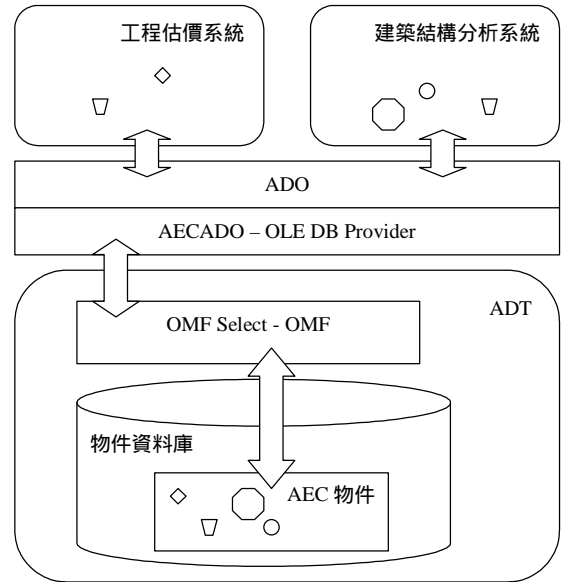 工程估價系統
建築結構分析系統
ADO
AECADO – OLE DB Provider
ADT
OMF Select - OMF
物件資料庫
AEC 物件